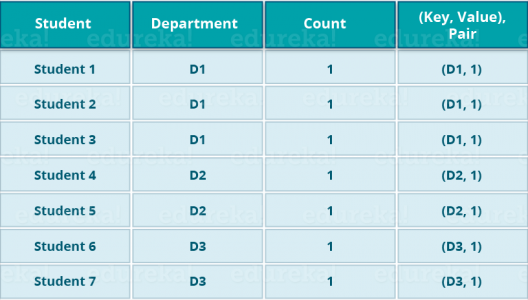 Student Department Count (Key, Value), Pair
Student 1 D1 1 (D1, 1)
Student 2 D1 1 (D1, 1)
Student 3 D1 1 (D1, 1)
Student 4 D2 1 (D2, 1)
Student 5 D2 1 (D2, 1)
Student 6 D3 1 (D3, 1)
Student 7 D3 1 (D3, 1)
edureka!